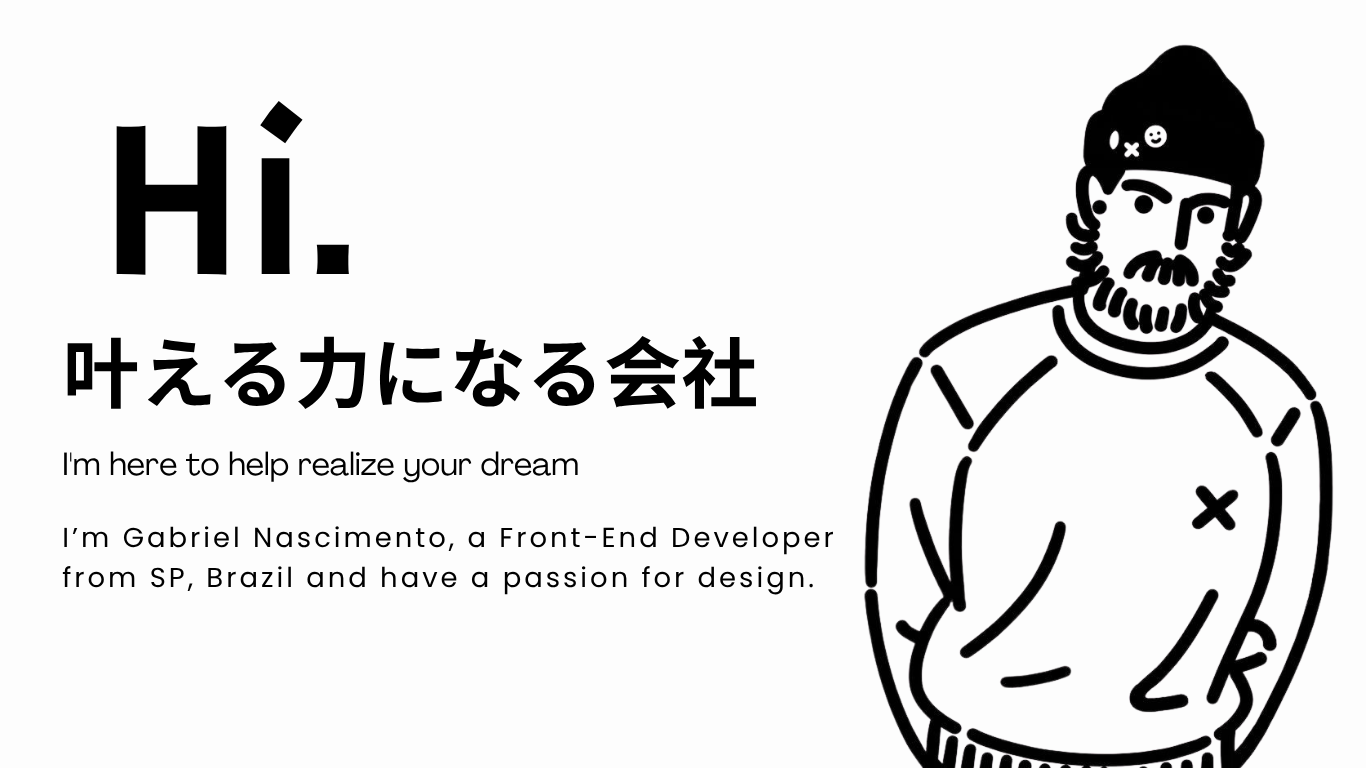 Hi.
叶える力になる会社
I'm here to help realize your dream
I’m Gabriel Nascimento, a Front-End Developer
from SP, Brazil and have a passion for design.